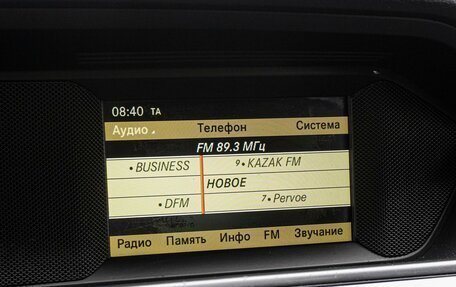 08:40 TA
Аудио Телефон Система
FM 89.3 МГц
•BUSINESS 9•KAZAK FM
НОВОЕ
•DFM 7•Pervoe
Радио Память Инфо FM Звучание